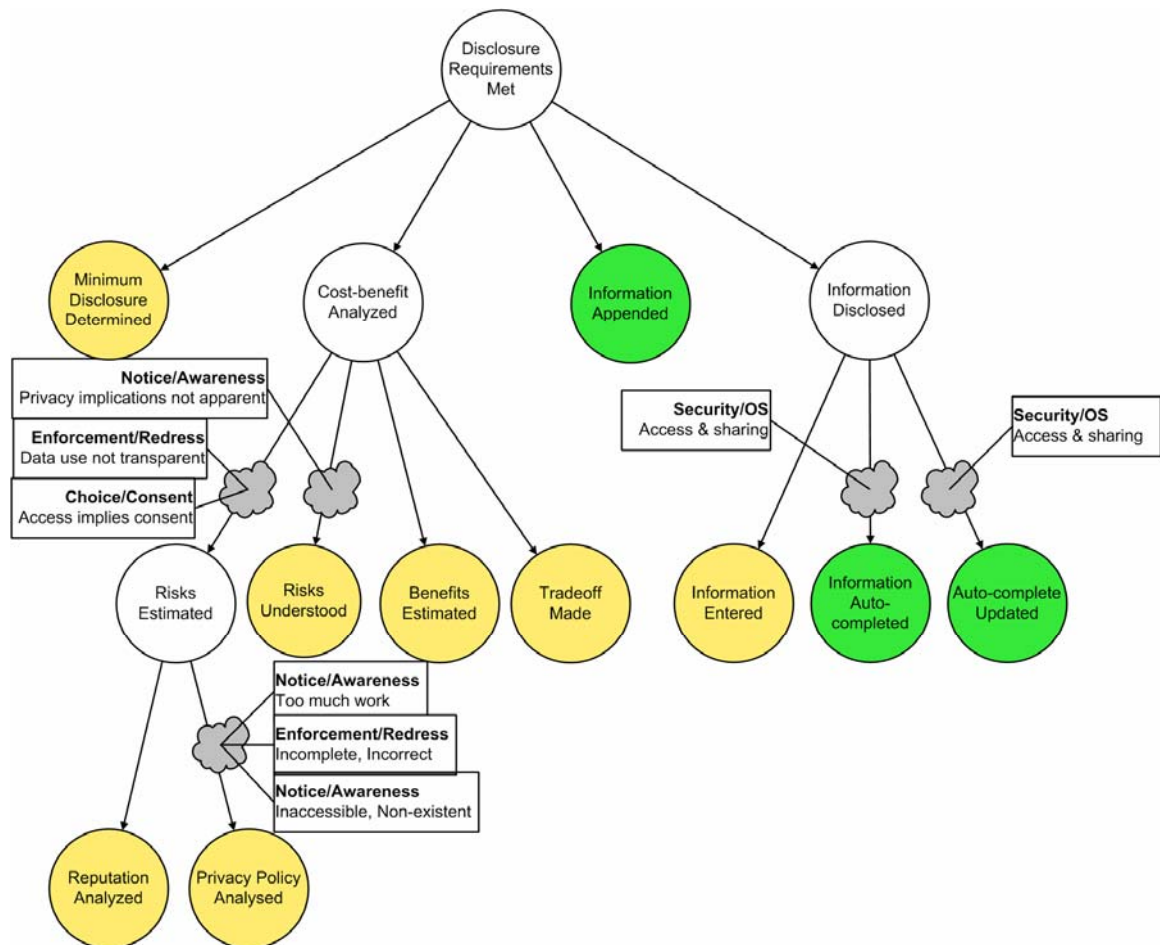 Disclosure
Requirements
Met
Minimum
Disclosure
Determined
Cost-benefit
Analyzed
Information
Appended
Information
Disclosed
Notice/Awareness
Privacy implications not apparent
Enforcement/Redress
Data use not transparent
Choice/Consent
Access implies consent
Security/OS
Access & sharing
Security/OS
Access & sharing
Risks
Estimated
Risks
Understood
Benefits
Estimated
Tradeoff
Made
Information
Entered
Information
Auto-
completed
Auto-complete
Updated
Notice/Awareness
Too much work
Enforcement/Redress
Incomplete, Incorrect
Notice/Awareness
Inaccessible, Non-existent
Reputation
Analyzed
Privacy Policy
Analysed